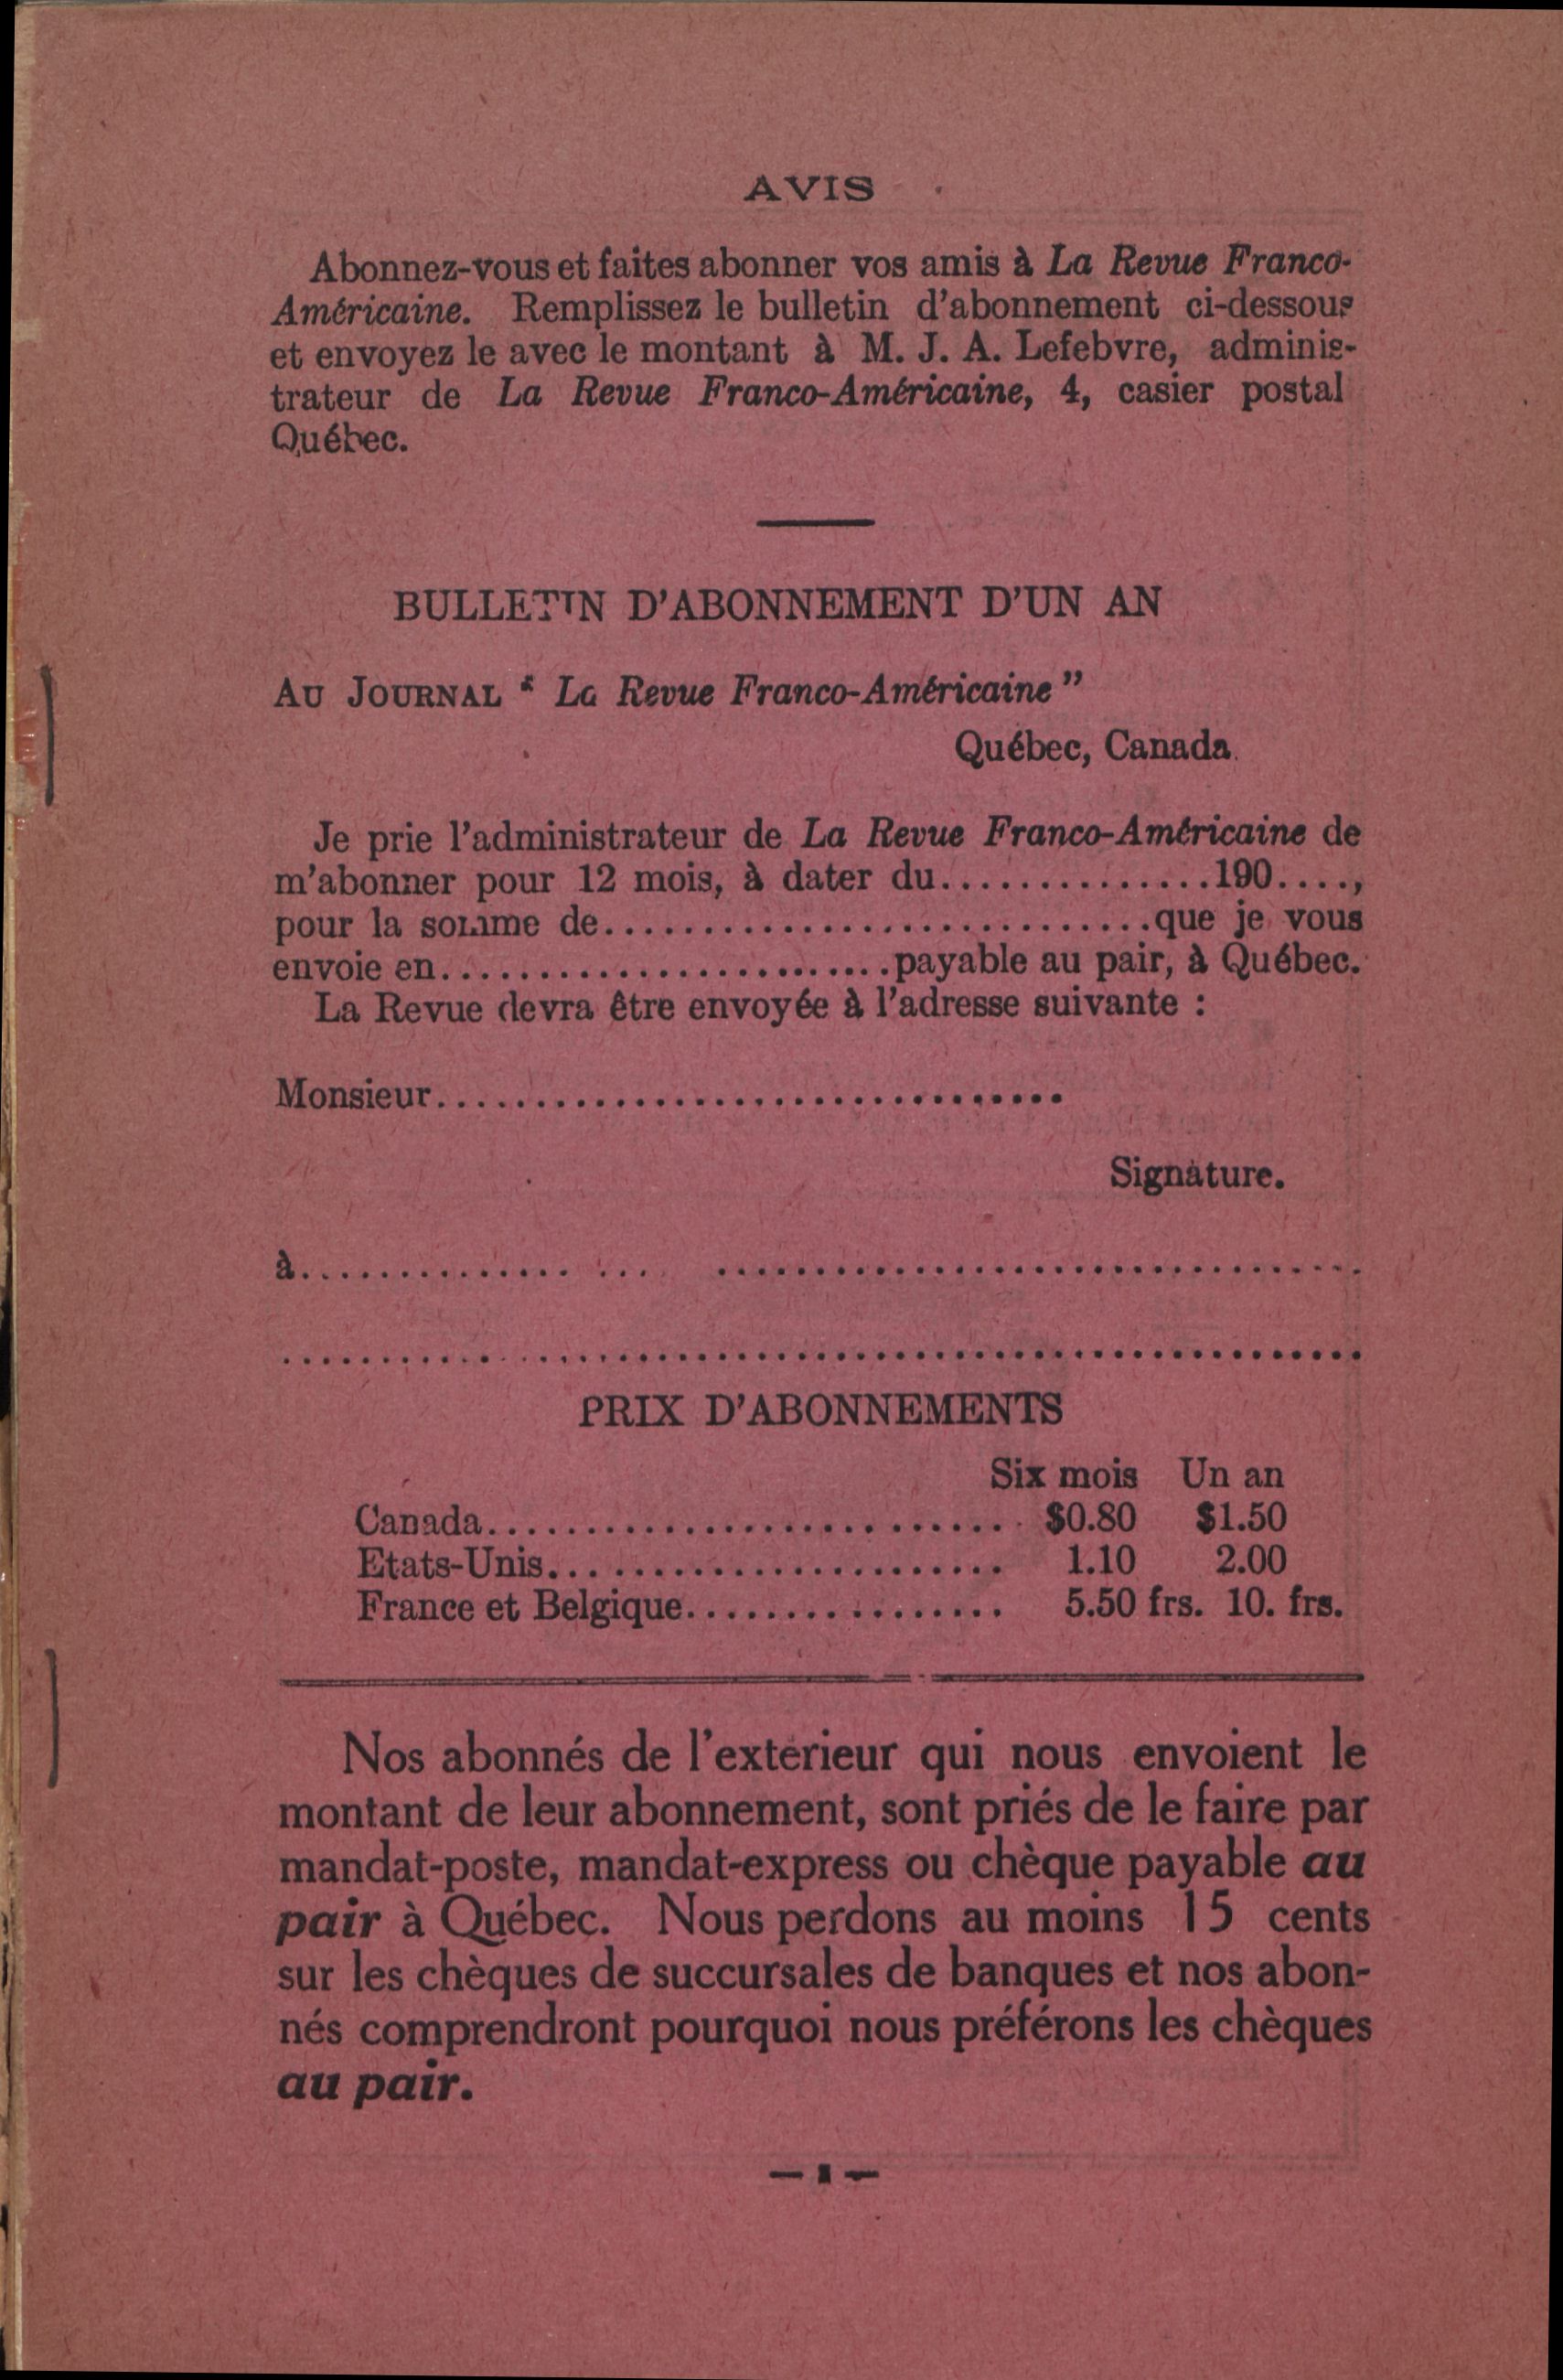 AVIS
Abonnez-vous et faites abonner vos amis à La Revue Franco-
Américaine. Remplissez le bulletin d'abonnement ci-dessous
et envoyez le avec le montant à M. J. A. Lefebvre, adminis-
trateur de La Revue Franco-Américaine, 4, casier postal
Québec.
BULLETIN D'ABONNEMENT D'UN AN
AU JOURNAL “ La Revue Franco-Américaine ”
Québec, Canada.
Je prie l'administrateur de La Revue Franco-Américaine de
m'abonner pour 12 mois, à dater du..............190....,
pour la somme de............................que je vous
envoie en.......................payable au pair, à Québec.
La Revue devra être envoyée à l'adresse suivante :
Monsieur................................
Signature.
à.............. ... .................................
.......................................................
PRIX D'ABONNEMENTS
Six mois Un an
Canada.......................... $0.80 $1.50
Etats-Unis....................... 1.10 2.00
France et Belgique................ 5.50 frs. 10. frs.
Nos abonnés de l'extérieur qui nous envoient le
montant de leur abonnement, sont priés de le faire par
mandat-poste, mandat-express ou chèque payable au
pair à Québec. Nous perdons au moins 15 cents
sur les chèques de succursales de banques et nos abon-
nés comprendront pourquoi nous préférons les chèques
au pair.